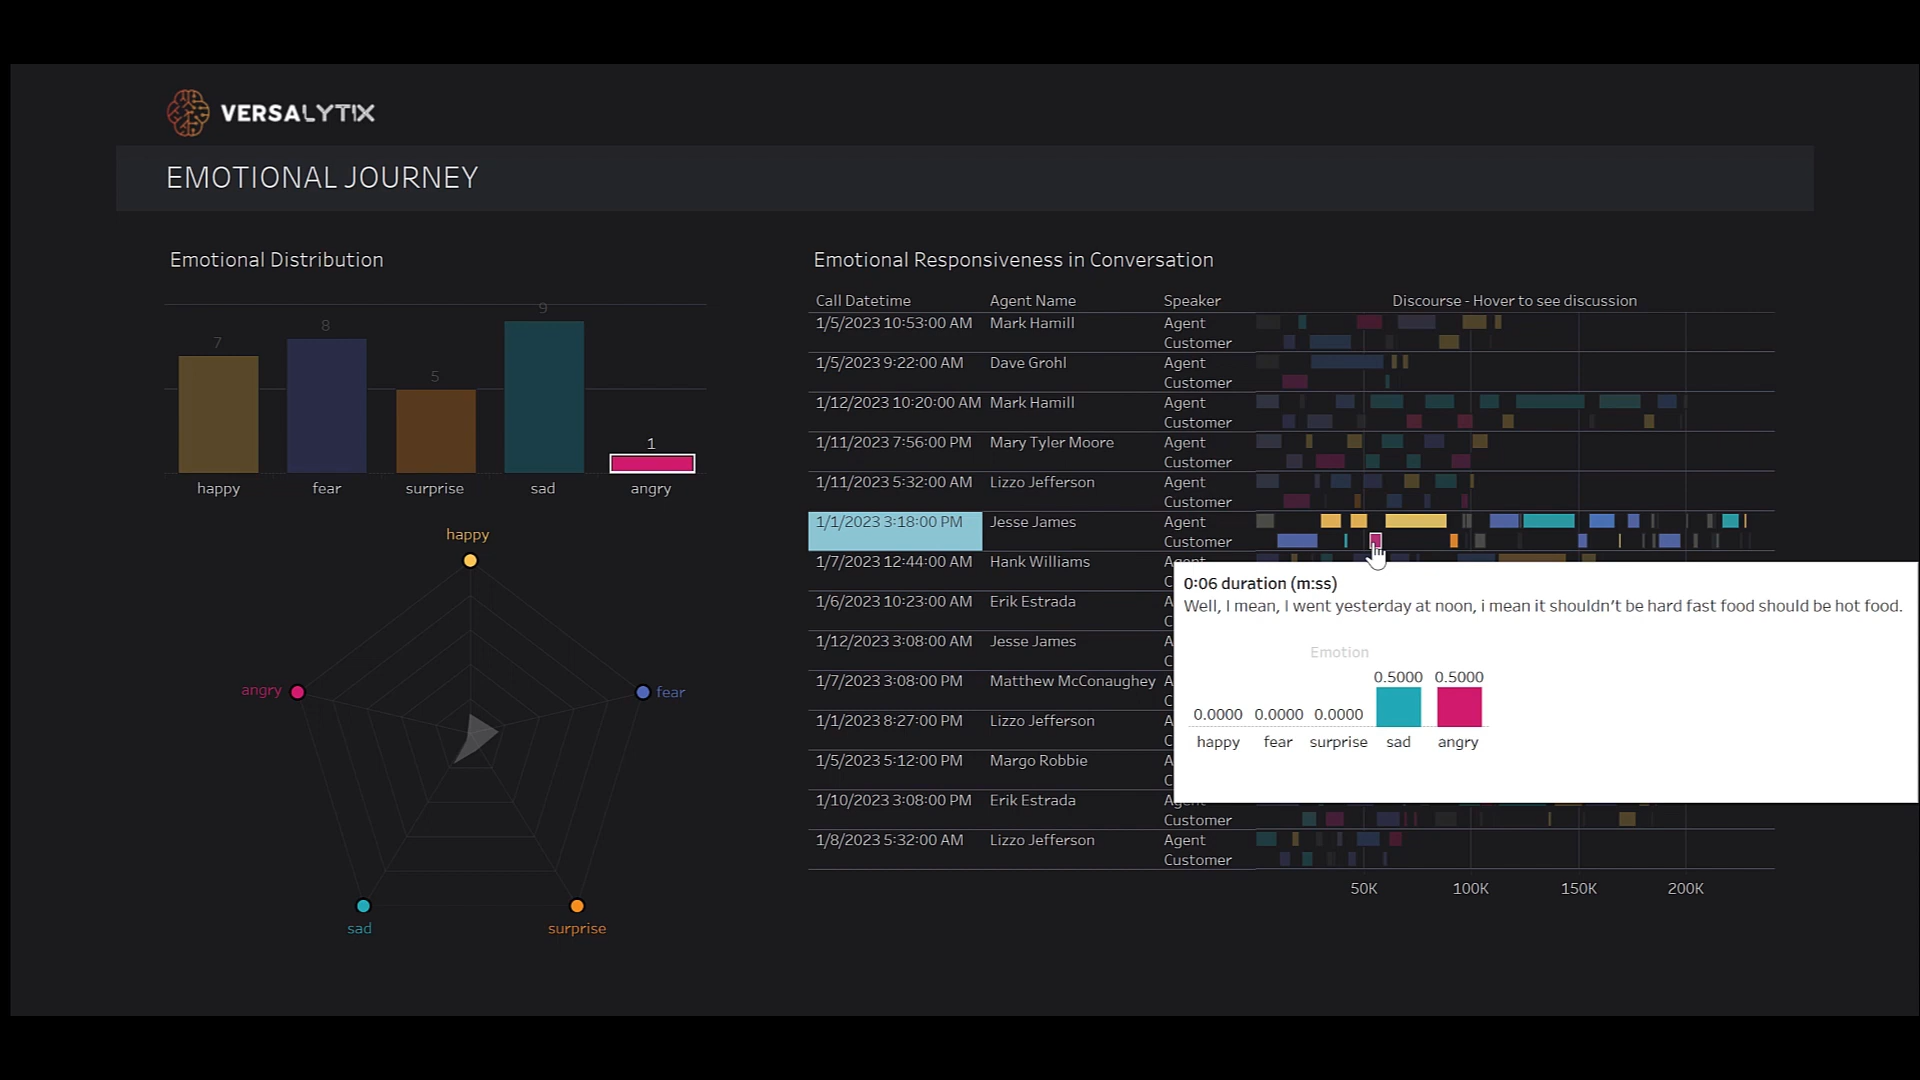 VERSALYTIX
EMOTIONAL JOURNEY
Emotional Distribution
7
8
5
9
1
happy
fear
surprise
sad
angry
happy
angry
fear
sad
surprise
Emotional Responsiveness in Conversation
Call Datetime Agent Name Speaker Discourse - Hover to see discussion
1/5/2023 10:53:00 AM Mark Hamill Agent
Customer
1/5/2023 9:22:00 AM Dave Grohl Agent
Customer
1/12/2023 10:20:00 AM Mark Hamill Agent
Customer
1/11/2023 7:56:00 PM Mary Tyler Moore Agent
Customer
1/11/2023 5:32:00 AM Lizzo Jefferson Agent
Customer
1/1/2023 3:18:00 PM Jesse James Agent
Customer
1/7/2023 12:44:00 AM Hank Williams Agent
C
1/6/2023 10:23:00 AM Erik Estrada A
C
1/12/2023 3:08:00 AM Jesse James A
C
1/7/2023 3:08:00 PM Matthew McConaughey A
C
1/1/2023 8:27:00 PM Lizzo Jefferson A
C
1/5/2023 5:12:00 PM Margo Robbie A
C
1/10/2023 3:08:00 PM Erik Estrada Agent
Customer
1/8/2023 5:32:00 AM Lizzo Jefferson Agent
Customer
50K 100K 150K 200K
0:06 duration (m:ss)
Well, I mean, I went yesterday at noon, i mean it shouldn't be hard fast food should be hot food.
Emotion
0.0000 0.0000 0.0000 0.5000 0.5000
happy fear surprise sad angry